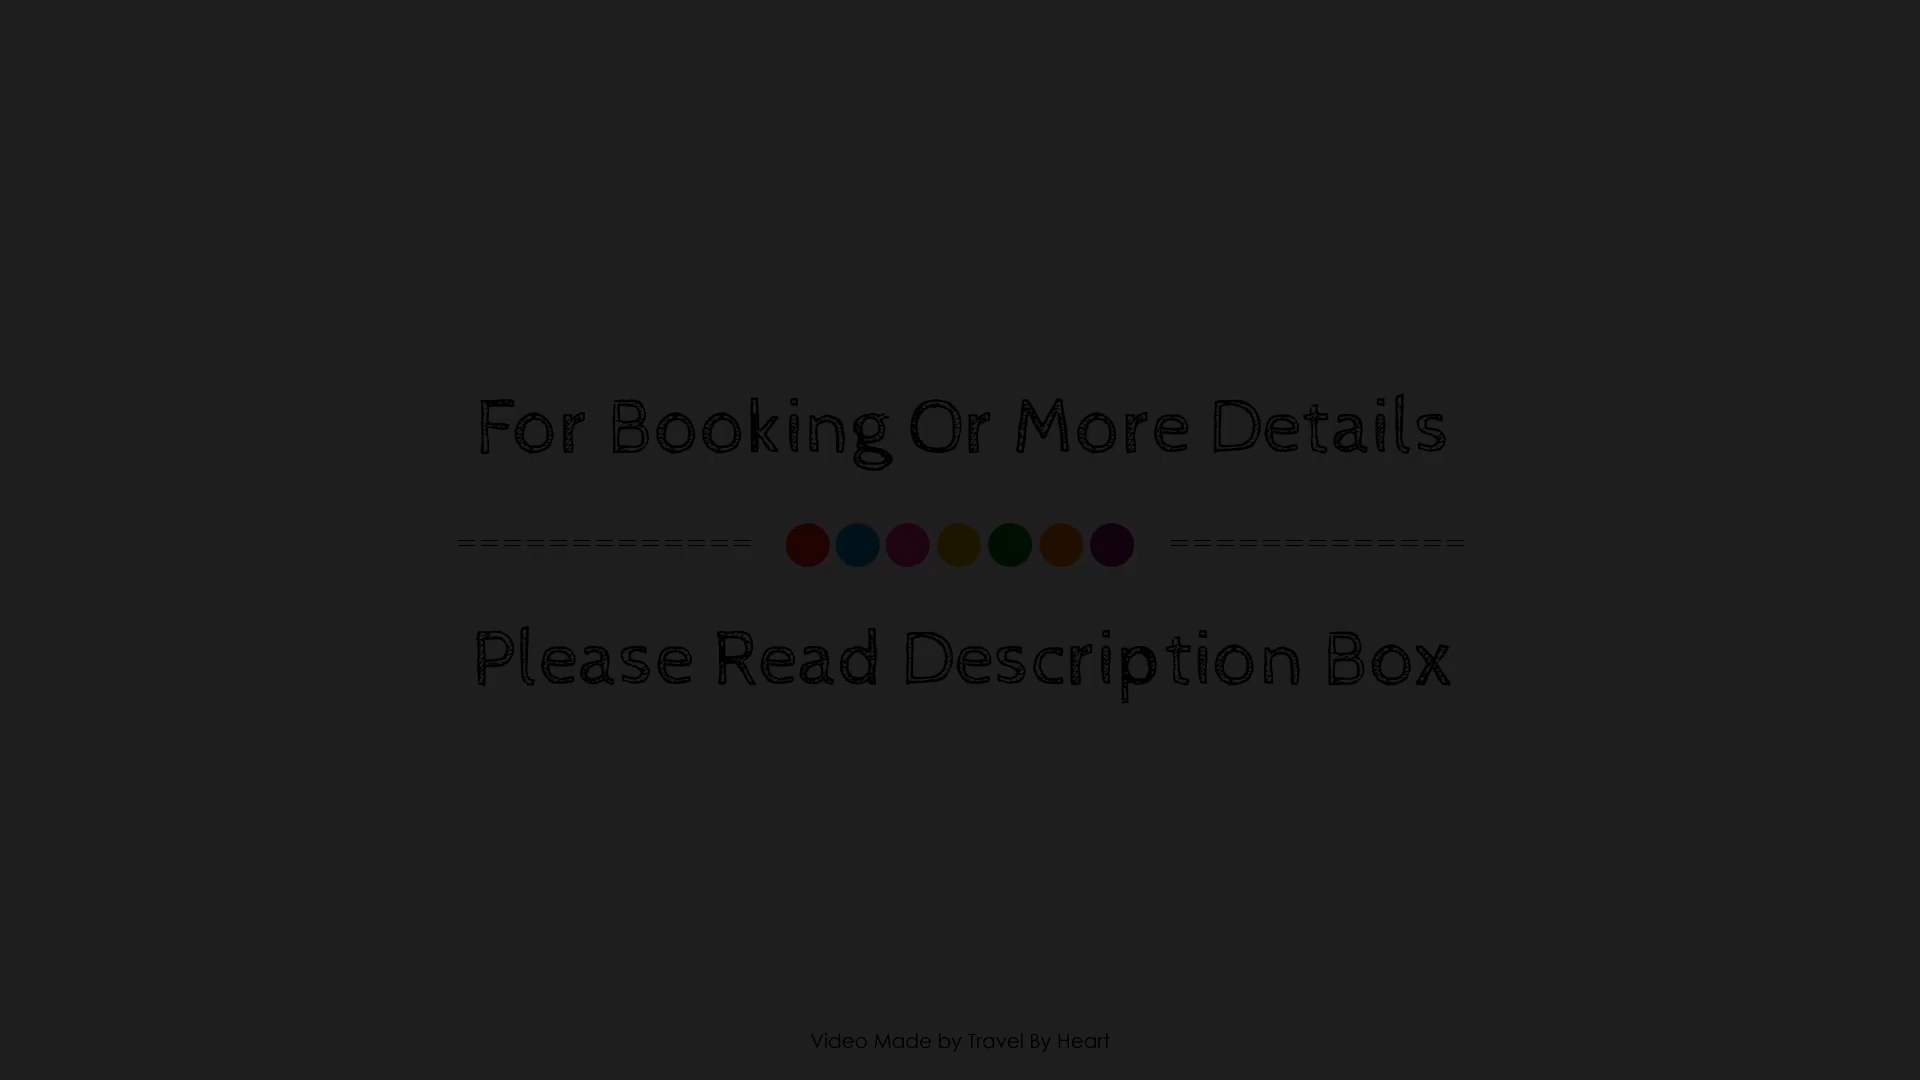 For Booking Or More Details
============= =============
Please Read Description Box
Video Made by Travel By Heart